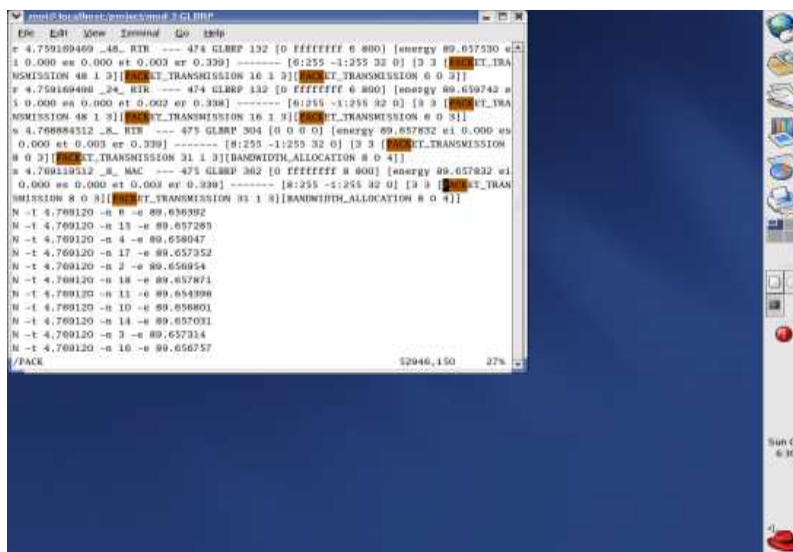 root@localhost:/project/mod_3 GLBRP
File Edit View Terminal Go Help
r 4.759169469 _48_ RTR --- 474 GLBRP 132 [0 ffffffff 6 800] [energy 89.657530 e
i 0.000 es 0.000 et 0.003 er 0.339] ------- [6:255 -1:255 32 0] [3 3 [PACKET_TRA
NSMISSION 48 1 3][PACKET_TRANSMISSION 16 1 3][PACKET_TRANSMISSION 6 0 3]]
r 4.759169498 _24_ RTR --- 474 GLBRP 132 [0 ffffffff 6 800] [energy 89.659742 e
i 0.000 es 0.000 et 0.002 er 0.338] ------- [6:255 -1:255 32 0] [3 3 [PACKET_TRA
NSMISSION 48 1 3][PACKET_TRANSMISSION 16 1 3][PACKET_TRANSMISSION 6 0 3]]
s 4.768884512 _8_ RTR --- 475 GLBRP 304 [0 0 0 0] [energy 89.657832 ei 0.000 es
0.000 et 0.003 er 0.339] ------- [8:255 -1:255 32 0] [3 3 [PACKET_TRANSMISSION
8 0 3][PACKET_TRANSMISSION 31 1 3][BANDWIDTH_ALLOCATION 8 0 4]]
s 4.769119512 _8_ MAC --- 475 GLBRP 362 [0 ffffffff 8 800] [energy 89.657832 ei
0.000 es 0.000 et 0.003 er 0.339] ------- [8:255 -1:255 32 0] [3 3 [PACKET_TRAN
SMISSION 8 0 3][PACKET_TRANSMISSION 31 1 3][BANDWIDTH_ALLOCATION 8 0 4]]
N -t 4.769120 -n 6 -e 89.656392
N -t 4.769120 -n 15 -e 89.657265
N -t 4.769120 -n 4 -e 89.658047
N -t 4.769120 -n 17 -e 89.657352
N -t 4.769120 -n 2 -e 89.656954
N -t 4.769120 -n 18 -e 89.657871
N -t 4.769120 -n 11 -e 89.654398
N -t 4.769120 -n 10 -e 89.656801
N -t 4.769120 -n 14 -e 89.657031
N -t 4.769120 -n 3 -e 89.657314
N -t 4.769120 -n 16 -e 89.656757
/PACK 52946,150 27%
Sun